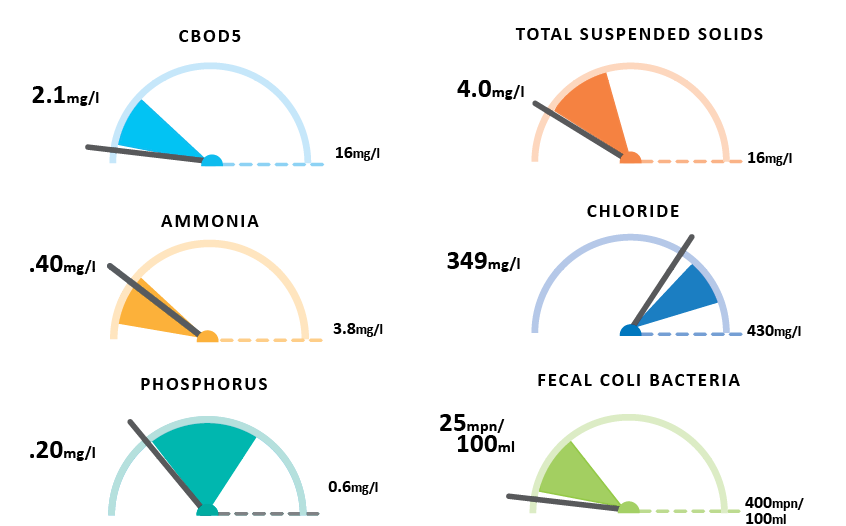 CBOD5
2.1mg/l
16mg/l
TOTAL SUSPENDED SOLIDS
4.0mg/l
16mg/l
AMMONIA
.40mg/l
3.8mg/l
CHLORIDE
349mg/l
430mg/l
PHOSPHORUS
.20mg/l
0.6mg/l
FECAL COLI BACTERIA
25mpn/
100ml
400mpn/
100ml